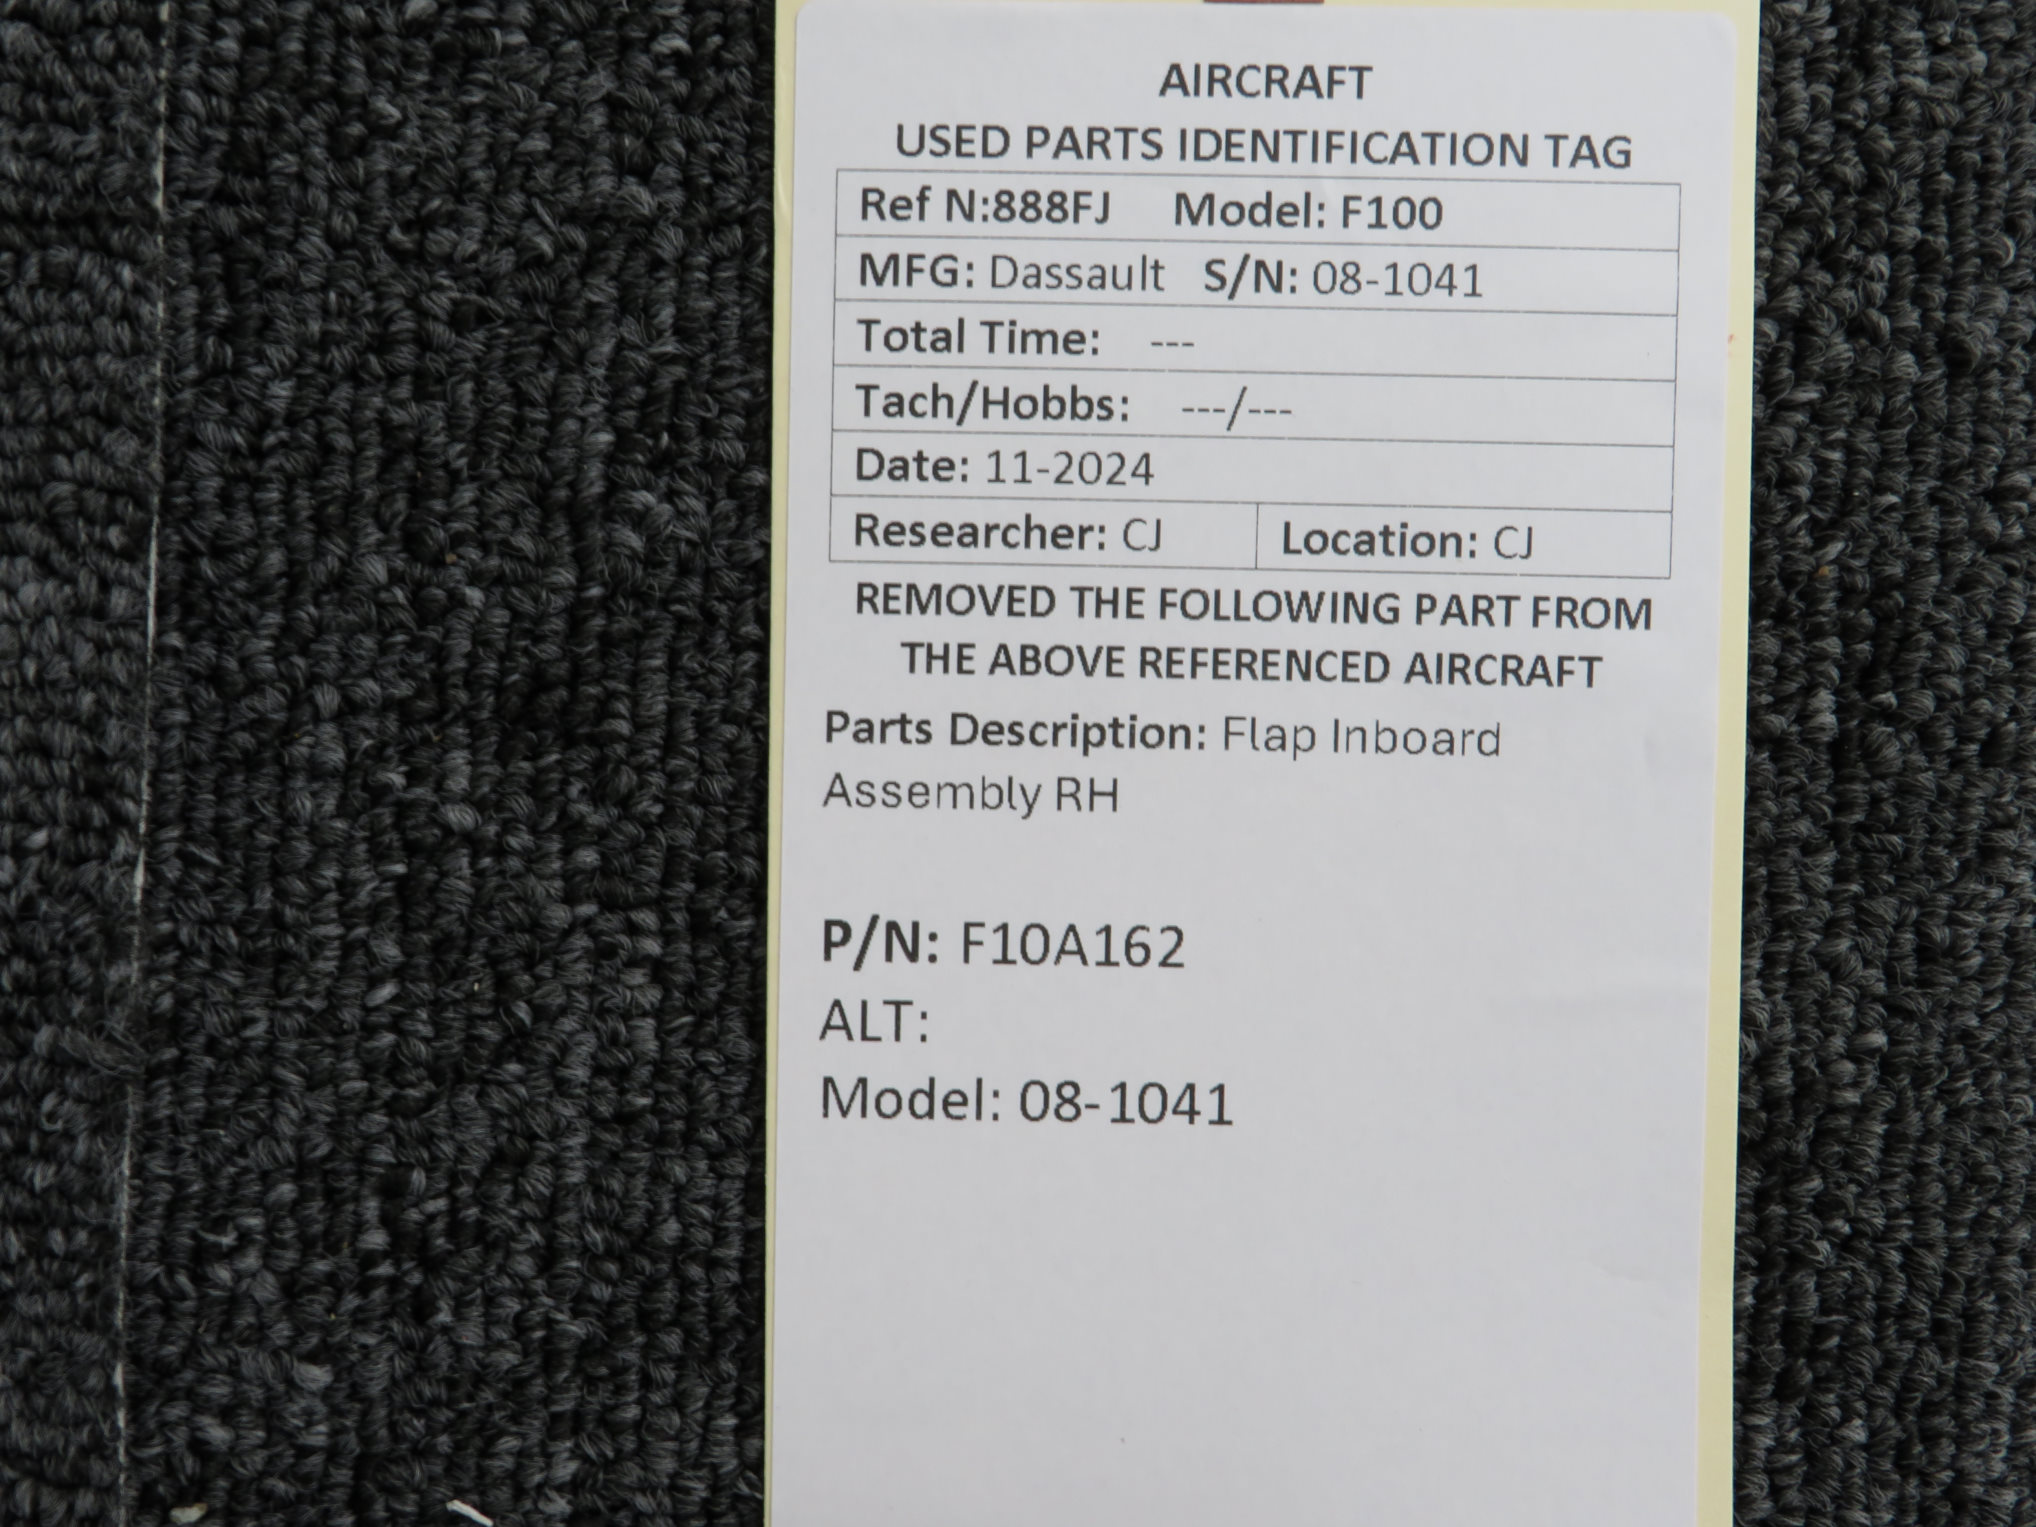 AIRCRAFT
USED PARTS IDENTIFICATION TAG
Ref N:888FJ Model: F100
MFG: Dassault S/N: 08-1041
Total Time: ---
Tach/Hobbs: ---/---
Date: 11-2024
Researcher: CJ Location: CJ
REMOVED THE FOLLOWING PART FROM
THE ABOVE REFERENCED AIRCRAFT
Parts Description: Flap Inboard
Assembly RH
P/N: F10A162
ALT:
Model: 08-1041